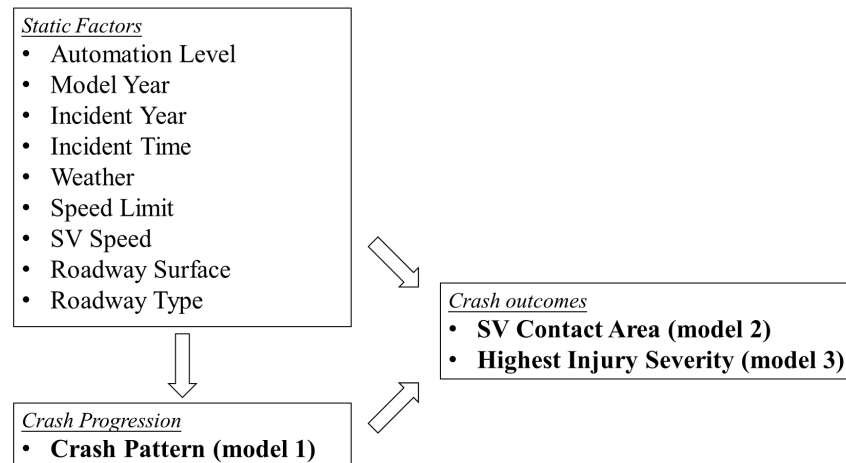 Static Factors
• Automation Level
• Model Year
• Incident Year
• Incident Time
• Weather
• Speed Limit
• SV Speed
• Roadway Surface
• Roadway Type
Crash outcomes
• SV Contact Area (model 2)
• Highest Injury Severity (model 3)
Crash Progression
• Crash Pattern (model 1)